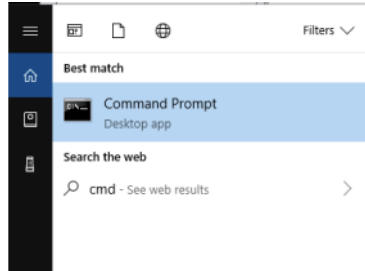 Filters
Best match
Command Prompt
Desktop app
Search the web
cmd - See web results